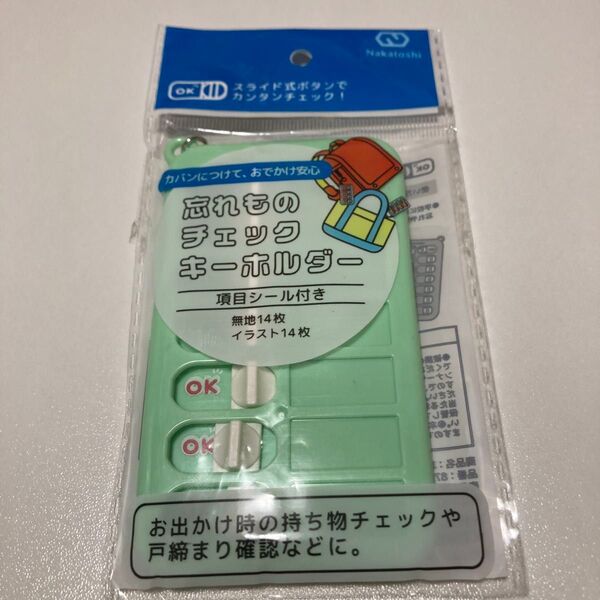 Nakatoshi
OK
スライド式ボタンで
カンタンチェック！
カバンにつけて、おでかけ安心
忘れもの
チェック
キーホルダー
項目シール付き
無地14枚
イラスト14枚
OK
OK
お出かけ時の持ち物チェックや
戸締まり確認などに。